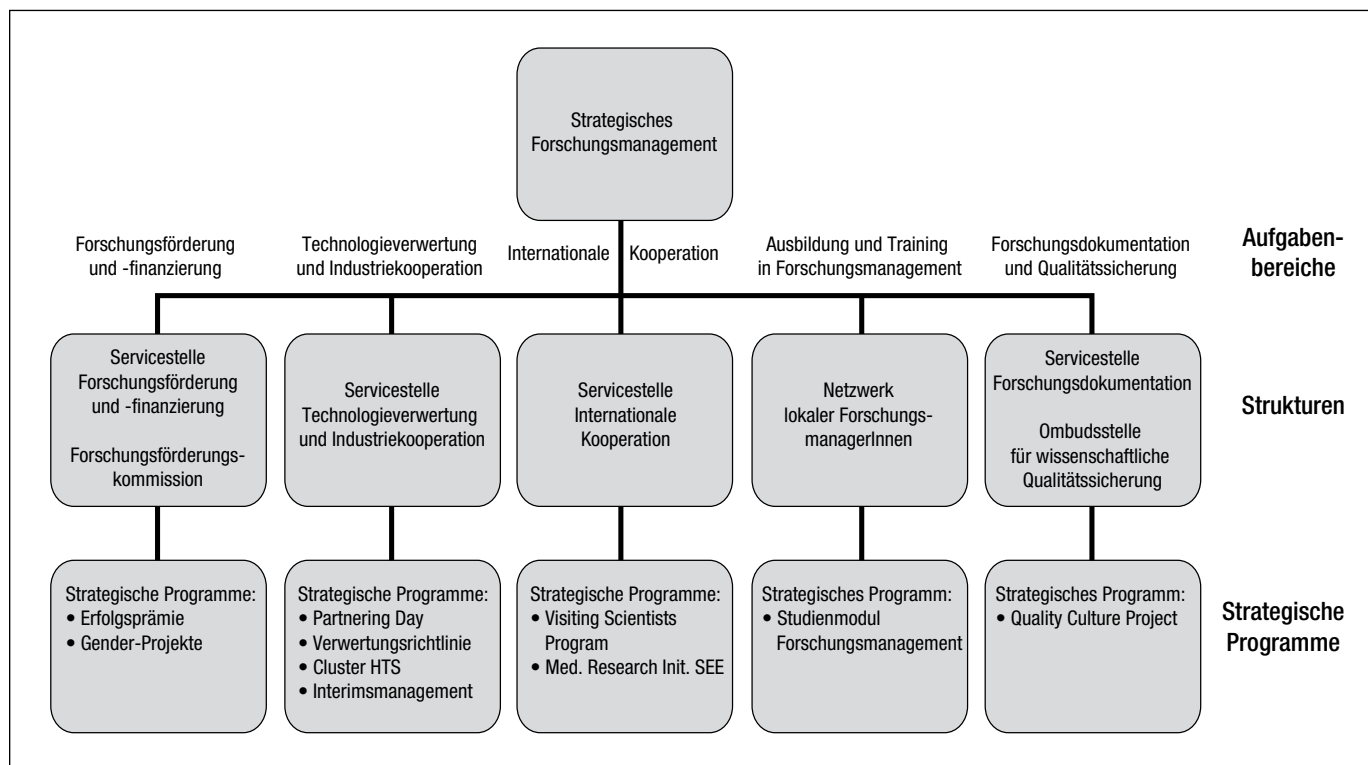 Strategisches
Forschungsmanagement
Forschungsförderung
und -finanzierung
Technologieverwertung
und Industriekooperation
Internationale Kooperation
Ausbildung und Training
in Forschungsmanagement
Forschungsdokumentation
und Qualitätssicherung
Aufgaben-
bereiche
Servicestelle
Forschungsförderung
und -finanzierung
Forschungsförderungs-
kommission
Servicestelle
Technologieverwertung
und Industriekooperation
Servicestelle
Internationale
Kooperation
Netzwerk
lokaler Forschungs-
managerInnen
Servicestelle
Forschungsdokumentation
Ombudsstelle
für wissenschaftliche
Qualitätssicherung
Strukturen
Strategische Programme:
• Erfolgsprämie
• Gender-Projekte
Strategische Programme:
• Partnering Day
• Verwertungsrichtlinie
• Cluster HTS
• Interimsmanagement
Strategische Programme:
• Visiting Scientists
Program
• Med. Research Init. SEE
Strategisches Programm:
• Studienmodul
Forschungsmanagement
Strategisches Programm:
• Quality Culture Project
Strategische
Programme